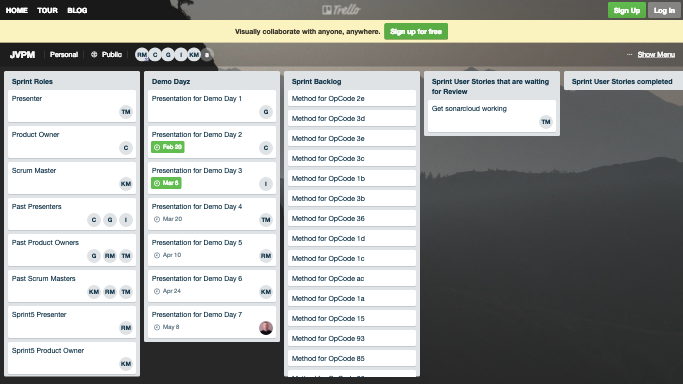 HOME TOUR BLOG Trello Sign Up Log In
Visually collaborate with anyone, anywhere. Sign up for free
JVPM Personal Public RM C G I KM ... Show Menu
Sprint Roles
Presenter
TM
Product Owner
C
Scrum Master
KM
Past Presenters
C G I
Past Product Owners
G RM TM
Past Scrum Masters
KM RM TM
Sprint5 Presenter
RM
Sprint5 Product Owner
KM
Demo Dayz
Presentation for Demo Day 1
G
Presentation for Demo Day 2
C
Presentation for Demo Day 3
Mar 6 I
Presentation for Demo Day 4
Mar 20 TM
Presentation for Demo Day 5
Apr 10 RM
Presentation for Demo Day 6
Apr 24 KM
Presentation for Demo Day 7
May 8
Sprint Backlog
Method for OpCode 2e
Method for OpCode 3d
Method for OpCode 3e
Method for OpCode 3c
Method for OpCode 1b
Method for OpCode 3b
Method for OpCode 36
Method for OpCode 1d
Method for OpCode 1c
Method for OpCode ac
Method for OpCode 1a
Method for OpCode 15
Method for OpCode 93
Method for OpCode 85
Sprint User Stories that are waiting
for Review
Get sonarcloud working
TM
Sprint User Stories completed